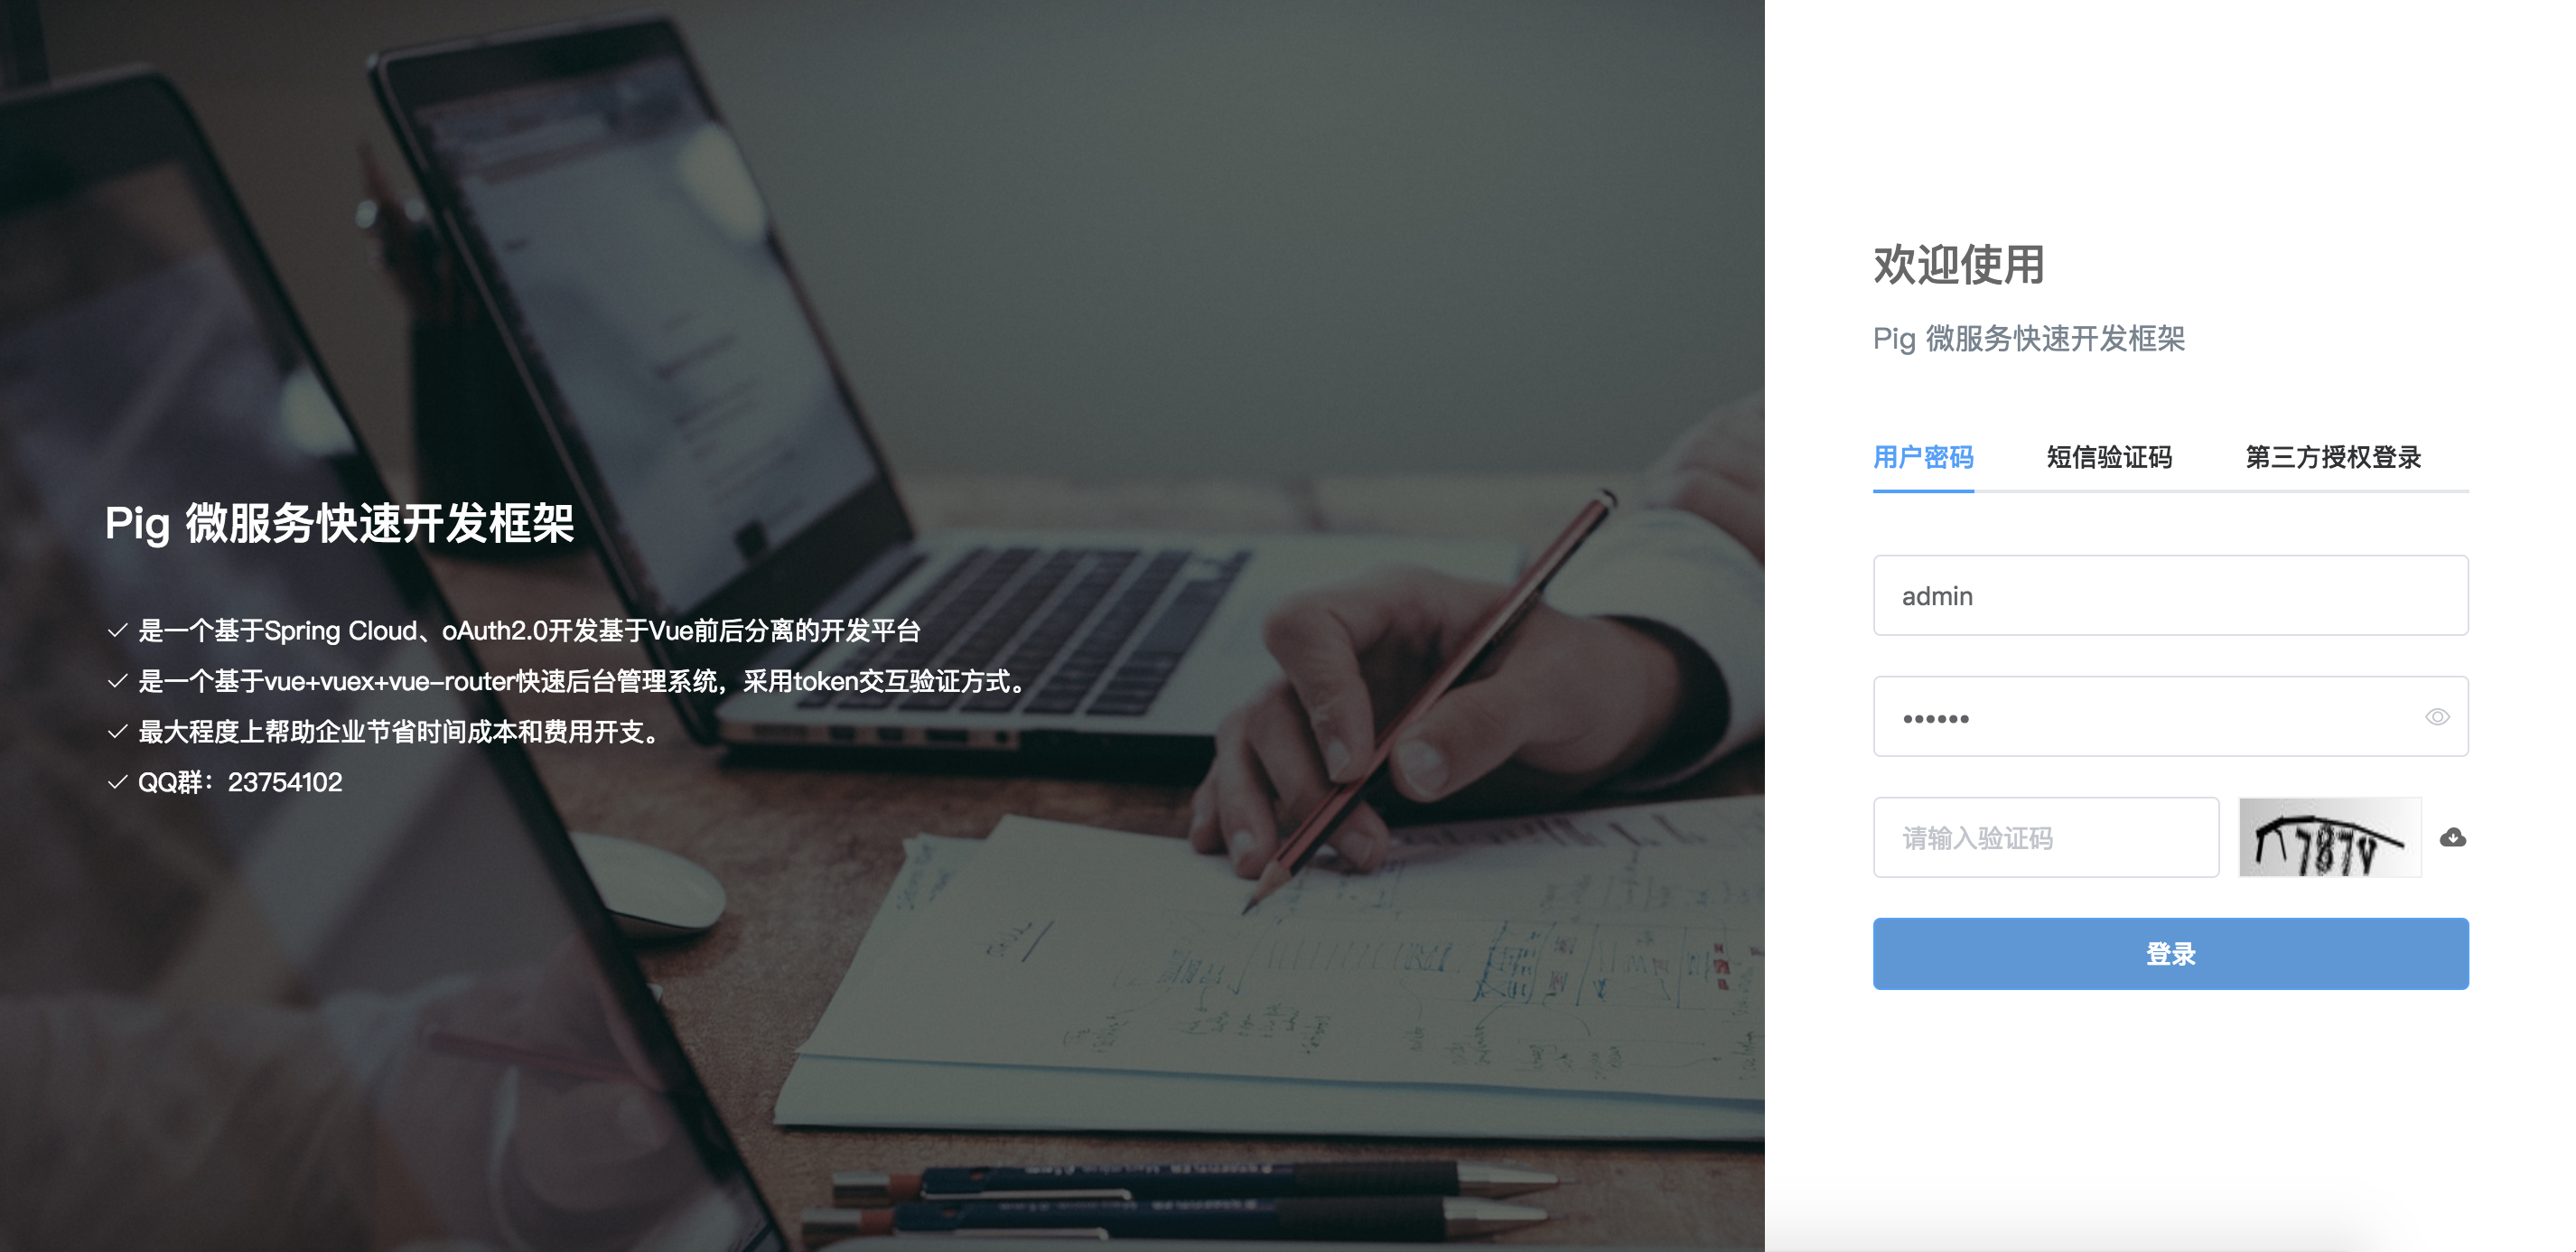 Pig 微服务快速开发框架
是一个基于Spring Cloud、oAuth2.0开发基于Vue前后分离的开发平台
是一个基于vue+vuex+vue-router快速后台管理系统，采用token交互验证方式。
最大程度上帮助企业节省时间成本和费用开支。
QQ群：23754102
欢迎使用
Pig 微服务快速开发框架
用户密码 短信验证码 第三方授权登录
admin
••••••
请输入验证码
登录